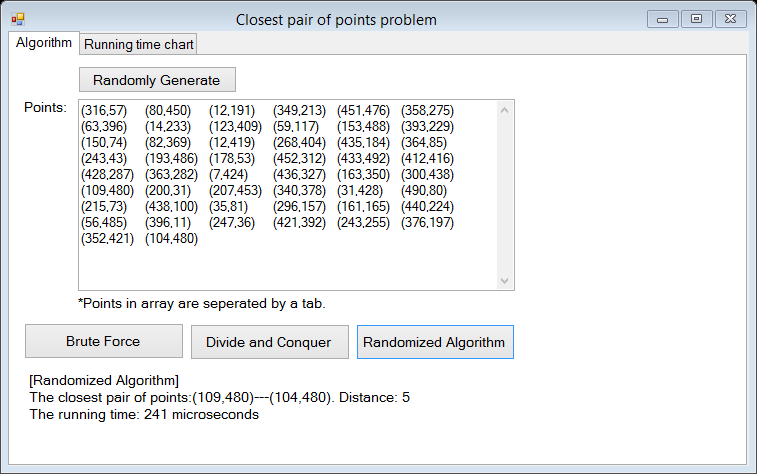 Closest pair of points problem
Algorithm Running time chart
Randomly Generate
Points:
(316,57) (80,450) (12,191) (349,213) (451,476) (358,275)
(63,396) (14,233) (123,409) (59,117) (153,488) (393,229)
(150,74) (82,369) (12,419) (268,404) (435,184) (364,85)
(243,43) (193,486) (178,53) (452,312) (433,492) (412,416)
(428,287) (363,282) (7,424) (436,327) (163,350) (300,438)
(109,480) (200,31) (207,453) (340,378) (31,428) (490,80)
(215,73) (438,100) (35,81) (296,157) (161,165) (440,224)
(56,485) (396,11) (247,36) (421,392) (243,255) (376,197)
(352,421) (104,480)
*Points in array are seperated by a tab.
Brute Force Divide and Conquer Randomized Algorithm
[Randomized Algorithm]
The closest pair of points:(109,480)---(104,480). Distance: 5
The running time: 241 microseconds